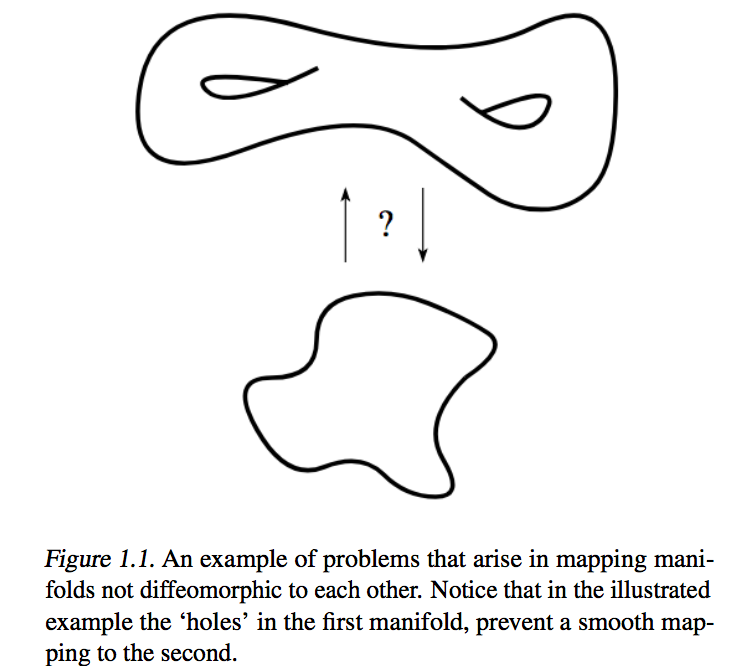 ?
Figure 1.1. An example of problems that arise in mapping mani-
folds not diffeomorphic to each other. Notice that in the illustrated
example the ‘holes’ in the first manifold, prevent a smooth map-
ping to the second.